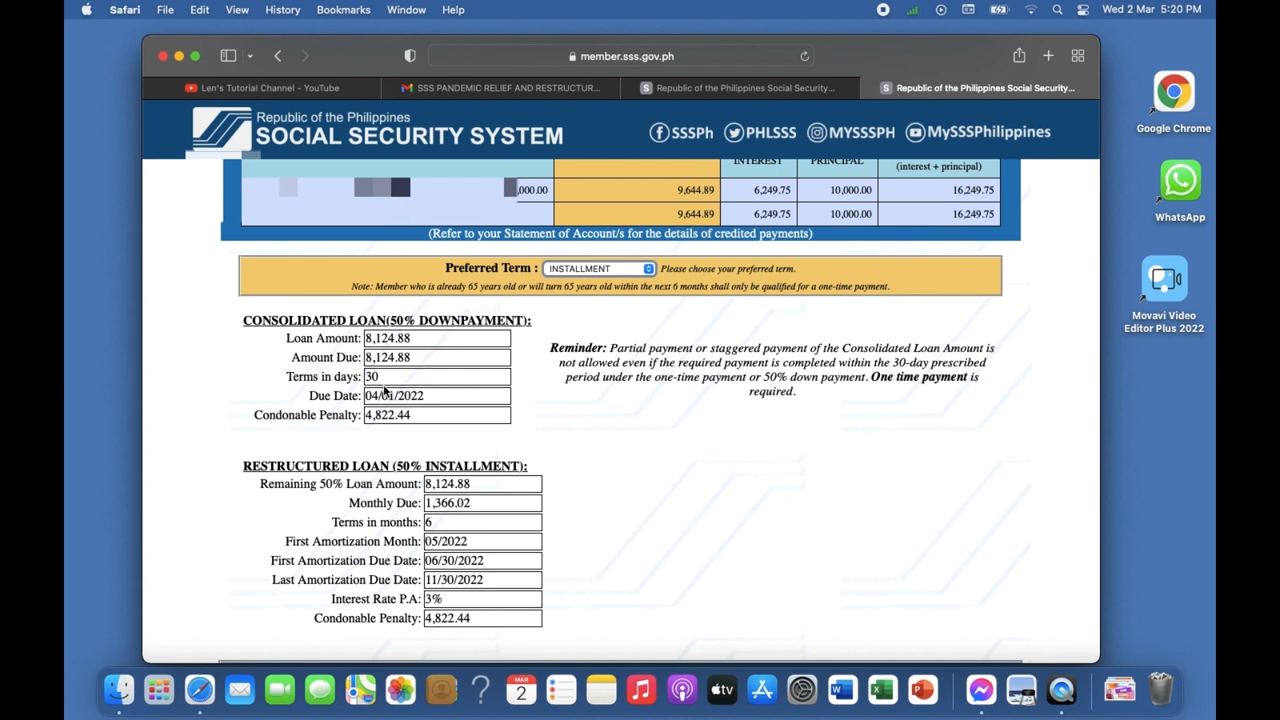 Safari File Edit View History Bookmarks Window Help Wed 2 Mar 5:20 PM
member.sss.gov.ph
Len's Tutorial Channel - YouTube SSS PANDEMIC RELIEF AND RESTRUCTUR... Republic of the Philippines Social Security... Republic of the Philippines Social Security...
Republic of the Philippines
SOCIAL SECURITY SYSTEM
SSSPh PHLSSS MYSSSPH MySSSPhilippines
INTEREST PRINCIPAL (interest + principal)
,000.00 9,644.89 6,249.75 10,000.00 16,249.75
9,644.89 6,249.75 10,000.00 16,249.75
(Refer to your Statement of Account/s for the details of credited payments)
Preferred Term : INSTALLMENT Please choose your preferred term.
Note: Member who is already 65 years old or will turn 65 years old within the next 6 months shall only be qualified for a one-time payment.
CONSOLIDATED LOAN(50% DOWNPAYMENT):
Loan Amount: 8,124.88
Amount Due: 8,124.88
Terms in days: 30
Due Date: 04/01/2022
Condonable Penalty: 4,822.44
Reminder: Partial payment or staggered payment of the Consolidated Loan Amount is
not allowed even if the required payment is completed within the 30-day prescribed
period under the one-time payment or 50% down payment. One time payment is
required.
RESTRUCTURED LOAN (50% INSTALLMENT):
Remaining 50% Loan Amount: 8,124.88
Monthly Due: 1,366.02
Terms in months: 6
First Amortization Month: 05/2022
First Amortization Due Date: 06/30/2022
Last Amortization Due Date: 11/30/2022
Interest Rate P.A: 3%
Condonable Penalty: 4,822.44
Google Chrome
WhatsApp
Movavi Video
Editor Plus 2022
MAR
2
tv
W
X
P